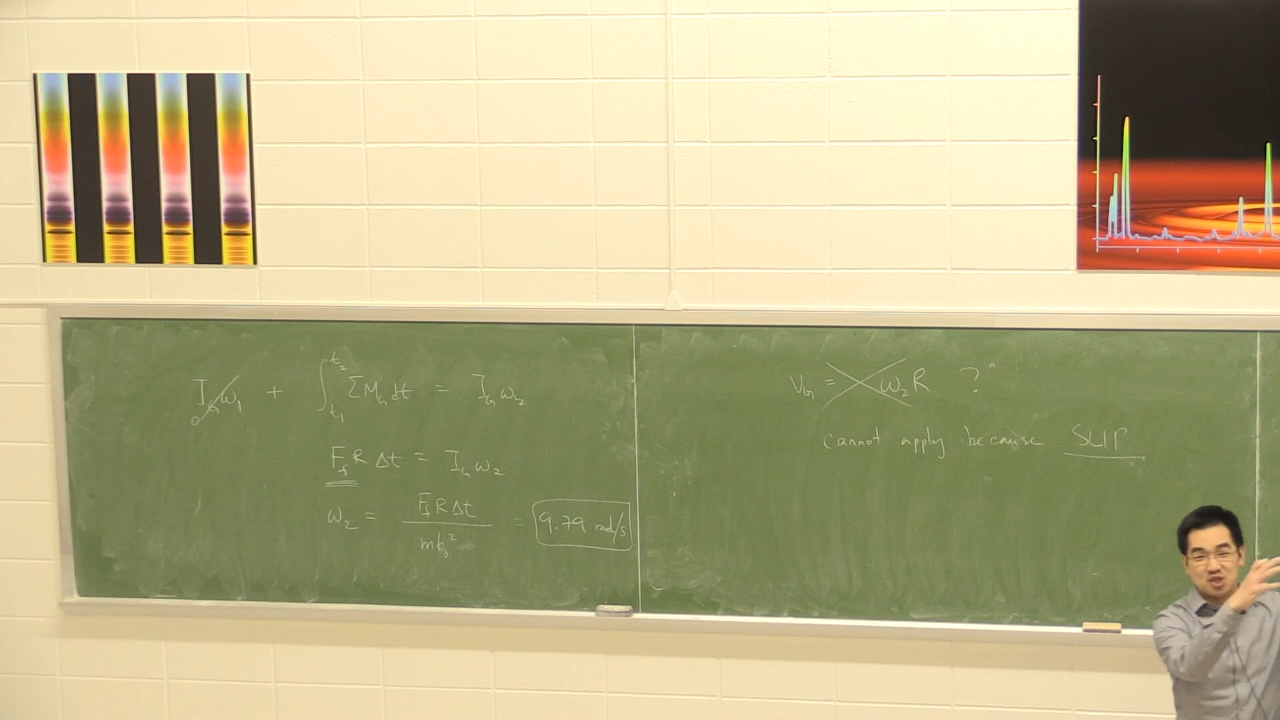 I_G ω₁ + ∫_{t₁}^{t₂} ΣM_G dt = I_G ω₂
0
F_f R Δt = I_G ω₂
ω₂ = F_f R Δt / m k_G² = 9.79 rad/s
V_G = ω₂R ?
cannot apply because SLIP